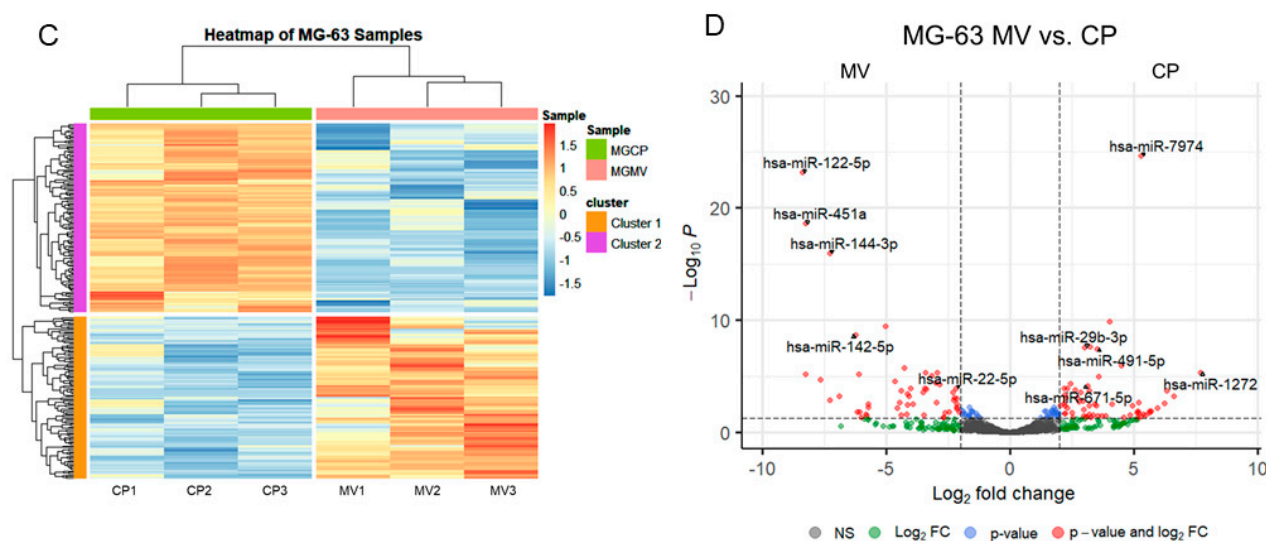 C
Heatmap of MG-63 Samples
Sample
1.5
1
0.5
0
-0.5
-1
-1.5
Sample
MGCP
MGMV
cluster
Cluster 1
Cluster 2
CP1 CP2 CP3 MV1 MV2 MV3
D
MG-63 MV vs. CP
MV CP
30
20
10
0
−Log10 P
hsa-miR-7974
hsa-miR-122-5p
hsa-miR-451a
hsa-miR-144-3p
hsa-miR-29b-3p
hsa-miR-142-5p
hsa-miR-491-5p
hsa-miR-22-5p
hsa-miR-1272
hsa-miR-671-5p
-10 -5 0 5 10
Log2 fold change
NS Log2 FC p-value p − value and log2 FC